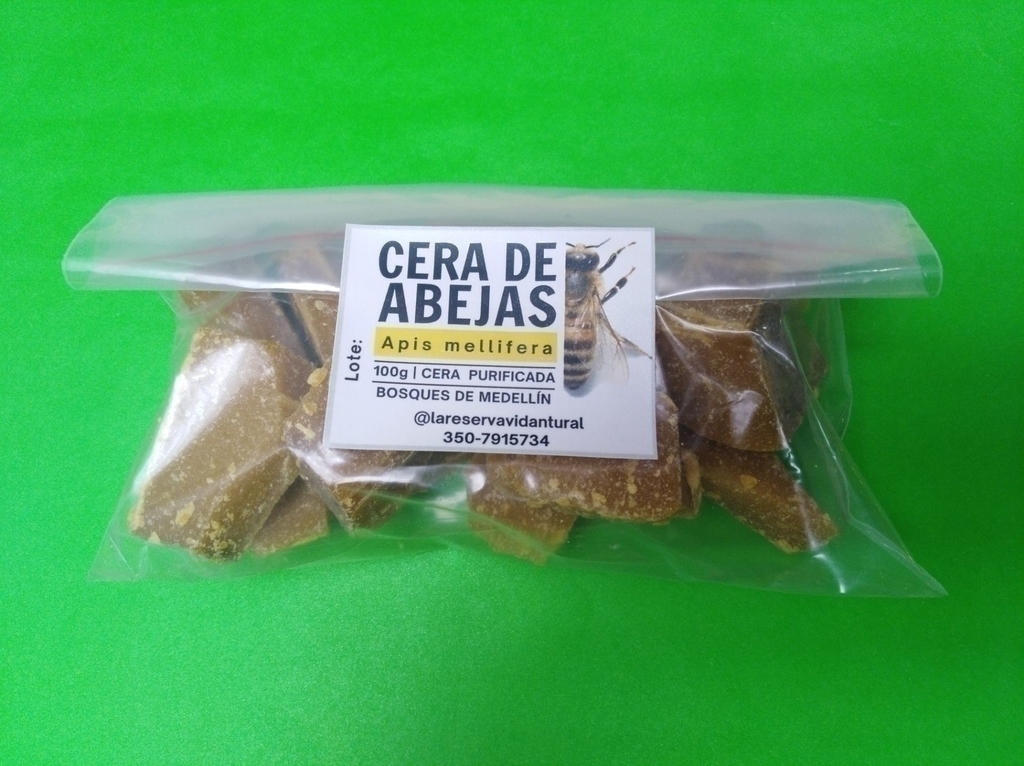 CERA DE
ABEJAS
Apis mellifera
Lote:
100g | CERA PURIFICADA
BOSQUES DE MEDELLÍN
@lareservavidantural
350-7915734